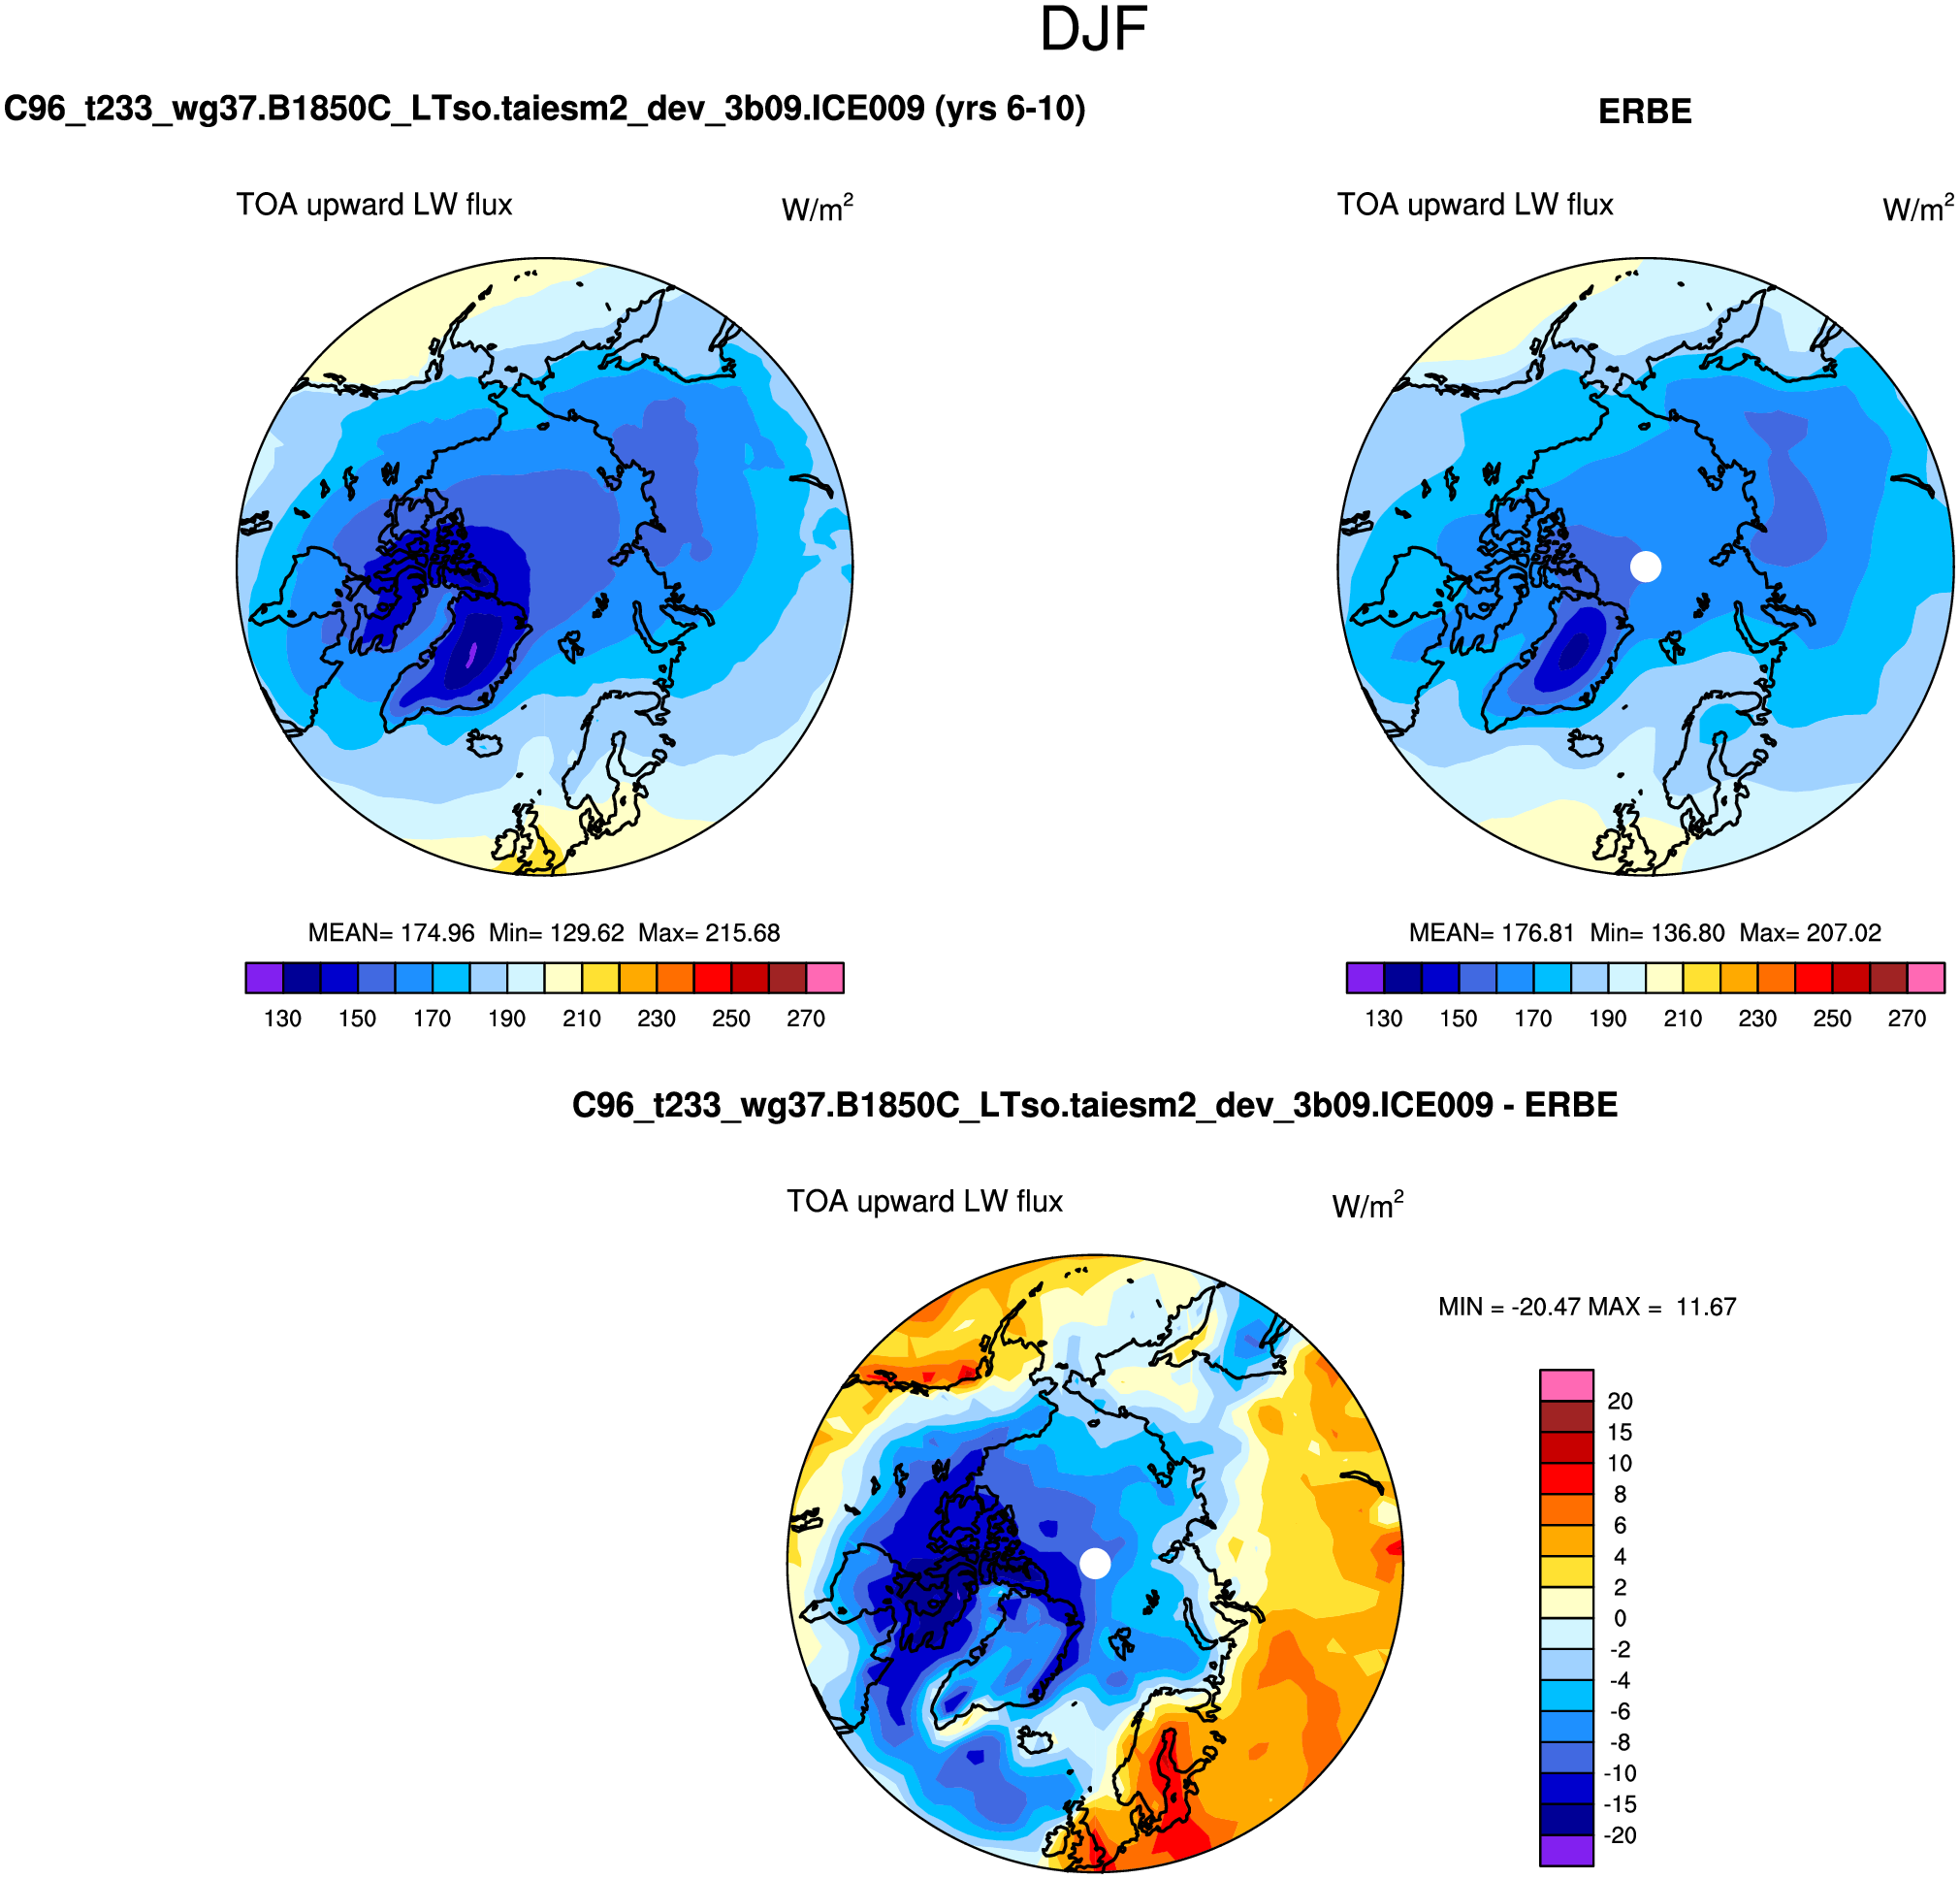 DJF
C96_t233_wg37.B1850C_LTso.taiesm2_dev_3b09.ICE009 (yrs 6-10)
ERBE
TOA upward LW flux W/m2
TOA upward LW flux W/m2
MEAN= 174.96 Min= 129.62 Max= 215.68
MEAN= 176.81 Min= 136.80 Max= 207.02
130 150 170 190 210 230 250 270
130 150 170 190 210 230 250 270
C96_t233_wg37.B1850C_LTso.taiesm2_dev_3b09.ICE009 - ERBE
TOA upward LW flux W/m2
MIN = -20.47 MAX = 11.67
20
15
10
8
6
4
2
0
-2
-4
-6
-8
-10
-15
-20